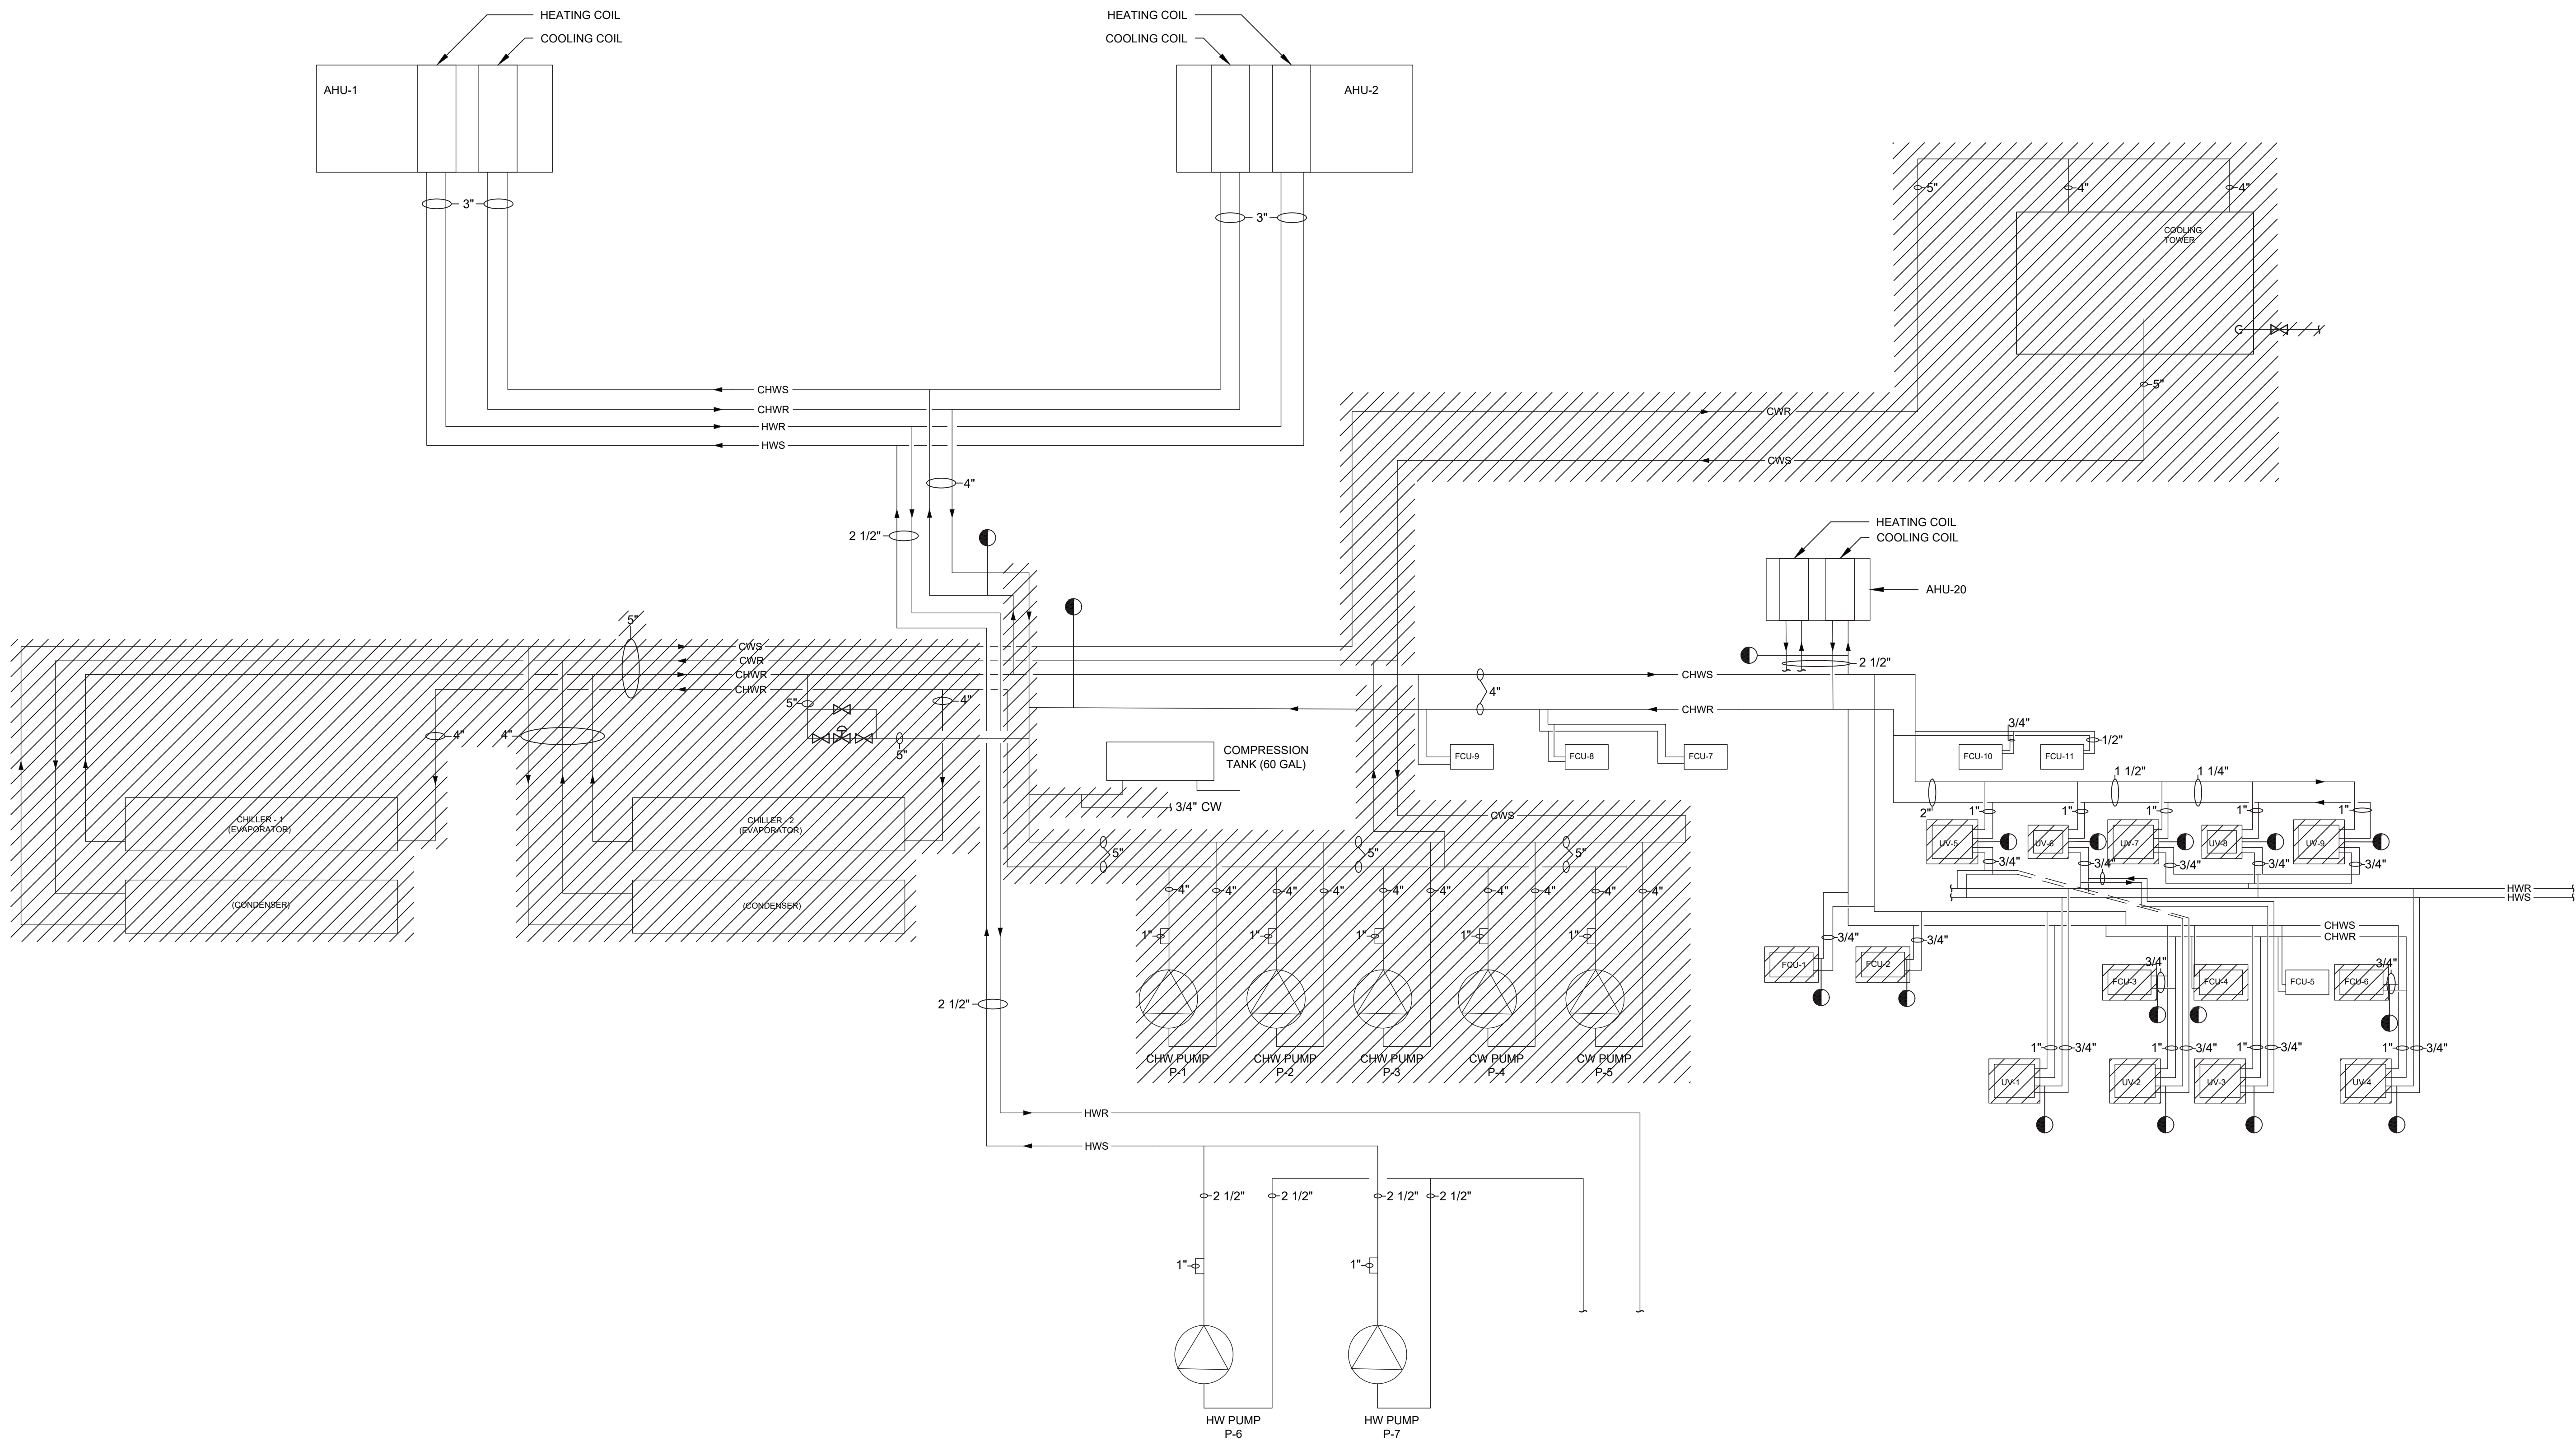 HEATING COIL
COOLING COIL
AHU-1
3"
HEATING COIL
COOLING COIL
AHU-2
3"
5"
4"
4"
COOLING
TOWER
5"
CHWS
CHWR
HWR
HWS
CWR
CWS
4"
2 1/2"
HEATING COIL
COOLING COIL
AHU-20
2 1/2"
5"
CWS
CWR
CHWR
CHWR
5"
4"
5"
4"
4"
CHILLER - 1
(EVAPORATOR)
(CONDENSER)
CHILLER - 2
(EVAPORATOR)
(CONDENSER)
CHWS
4"
CHWR
COMPRESSION
TANK (60 GAL)
3/4" CW
FCU-9
FCU-8
FCU-7
3/4"
FCU-10
FCU-11
1/2"
CWS
5"
5"
5"
4"
4"
4"
4"
4"
4"
4"
4"
4"
4"
1"
1"
1"
1"
1"
CHW PUMP
P-1
CHW PUMP
P-2
CHW PUMP
P-3
CW PUMP
P-4
CW PUMP
P-5
2"
1 1/2"
1 1/4"
1"
1"
1"
1"
1"
UV-5
UV-6
UV-7
UV-8
UV-9
3/4"
3/4"
3/4"
3/4"
3/4"
HWR
HWS
CHWS
CHWR
3/4"
3/4"
FCU-1
FCU-2
3/4"
FCU-3
FCU-4
FCU-5
3/4"
FCU-6
1"
3/4"
1"
3/4"
1"
3/4"
1"
3/4"
UV-1
UV-2
UV-3
UV-4
2 1/2"
HWR
HWS
2 1/2"
2 1/2"
2 1/2"
2 1/2"
1"
1"
HW PUMP
P-6
HW PUMP
P-7